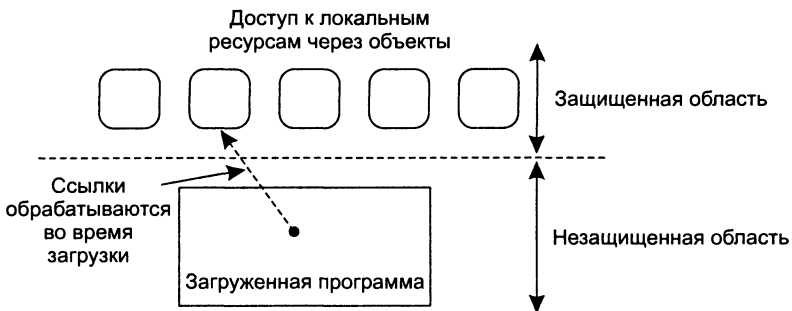 Доступ к локальным
ресурсам через объекты
Защищенная область
Ссылки
обрабатываются
во время
загрузки
Незащищенная область
Загруженная программа